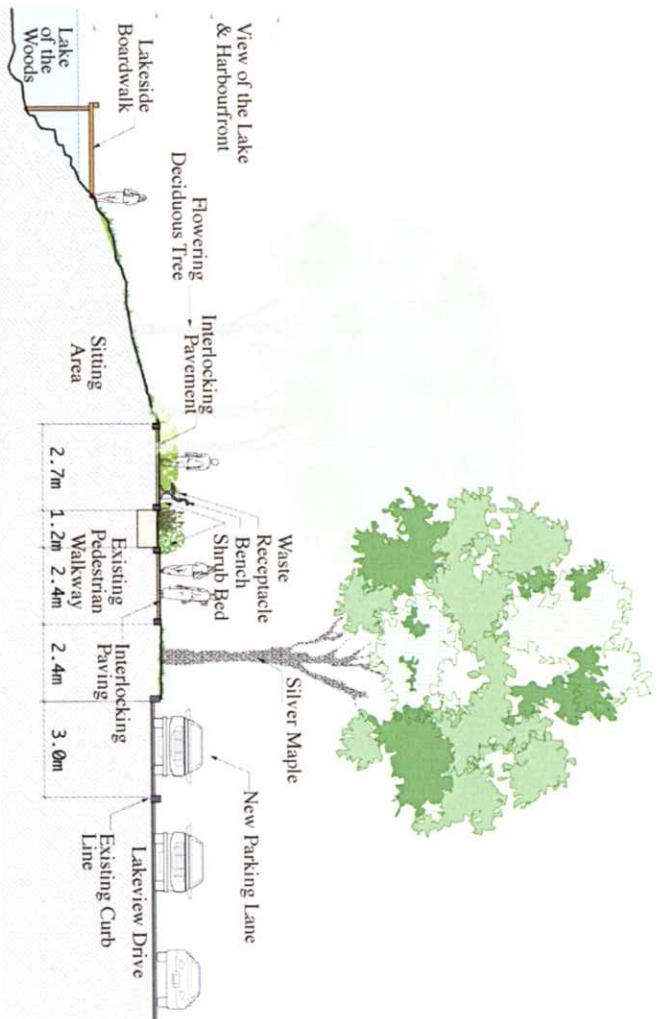 View of the Lake
& Harbourfront
Lakeside
Boardwalk
Lake
of the
Woods
Flowering
Deciduous Tree
Interlocking
Pavement
Sitting
Area
Waste
Receptacle
Bench
Shrub Bed
Existing
Pedestrian
Walkway
Interlocking
Paving
Silver Maple
New Parking Lane
Lakeview Drive
Existing Curb
Line
2.7m
1.2m
2.4m
2.4m
3.0m